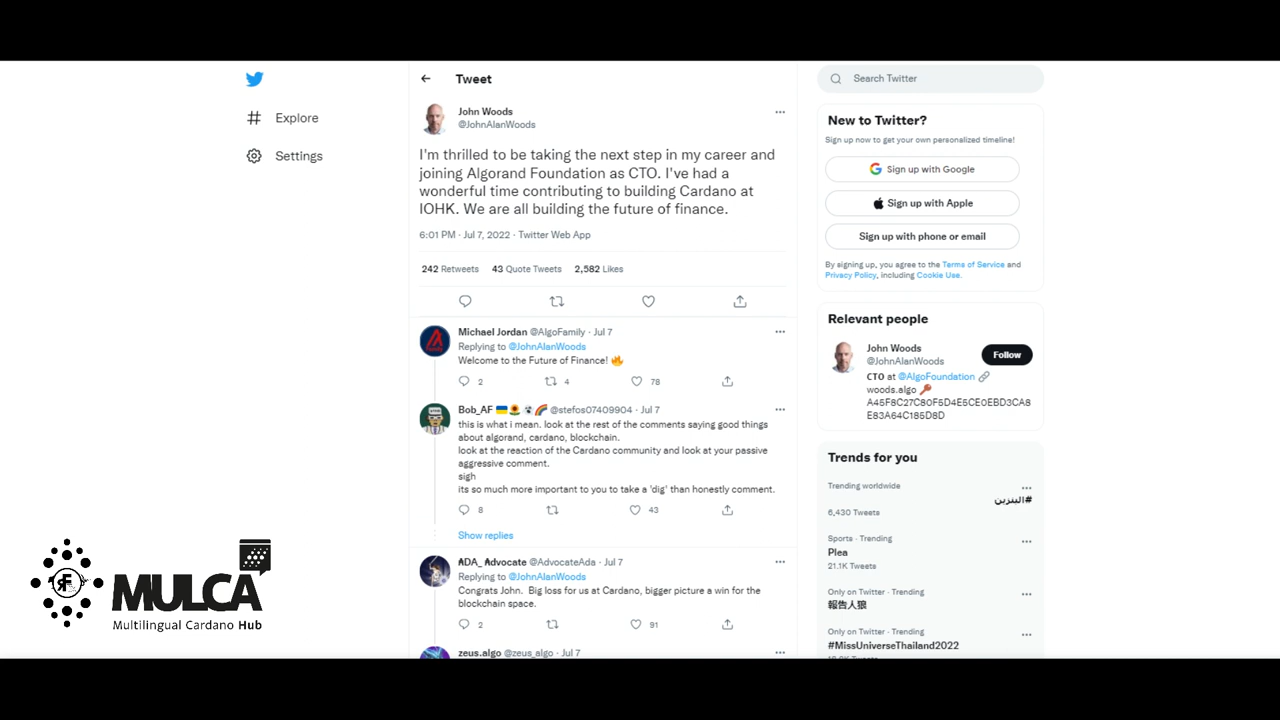 Explore
Settings
Tweet
John Woods
@JohnAlanWoods
I'm thrilled to be taking the next step in my career and
joining Algorand Foundation as CTO. I've had a
wonderful time contributing to building Cardano at
IOHK. We are all building the future of finance.
6:01 PM · Jul 7, 2022 · Twitter Web App
242 Retweets 43 Quote Tweets 2,582 Likes
Michael Jordan @AlgoFamily · Jul 7
Replying to @JohnAlanWoods
Welcome to the Future of Finance! 🔥
2 4 78
Bob_AF @stefos07409904 · Jul 7
this is what i mean. look at the rest of the comments saying good things
about algorand, cardano, blockchain.
look at the reaction of the Cardano community and look at your passive
aggressive comment.
sigh
its so much more important to you to take a 'dig' than honestly comment.
8 43
Show replies
₳DA_ ₳dvocate @AdvocateAda · Jul 7
Replying to @JohnAlanWoods
Congrats John. Big loss for us at Cardano, bigger picture a win for the
blockchain space.
2 91
zeus.algo @zeus_algo · Jul 7
Search Twitter
New to Twitter?
Sign up now to get your own personalized timeline!
Sign up with Google
Sign up with Apple
Sign up with phone or email
By signing up, you agree to the Terms of Service and
Privacy Policy, including Cookie Use.
Relevant people
John Woods
@JohnAlanWoods
Follow
CTO at @AlgoFoundation
woods.algo
A45F8C27C80F5D4E5CE0EBD3CA8
E83A64C185D8D
Trends for you
Trending worldwide
#البنزين
6,430 Tweets
Sports · Trending
Plea
21.1K Tweets
Only on Twitter · Trending
報告人狼
Only on Twitter · Trending
#MissUniverseThailand2022
MULCA
Multilingual Cardano Hub